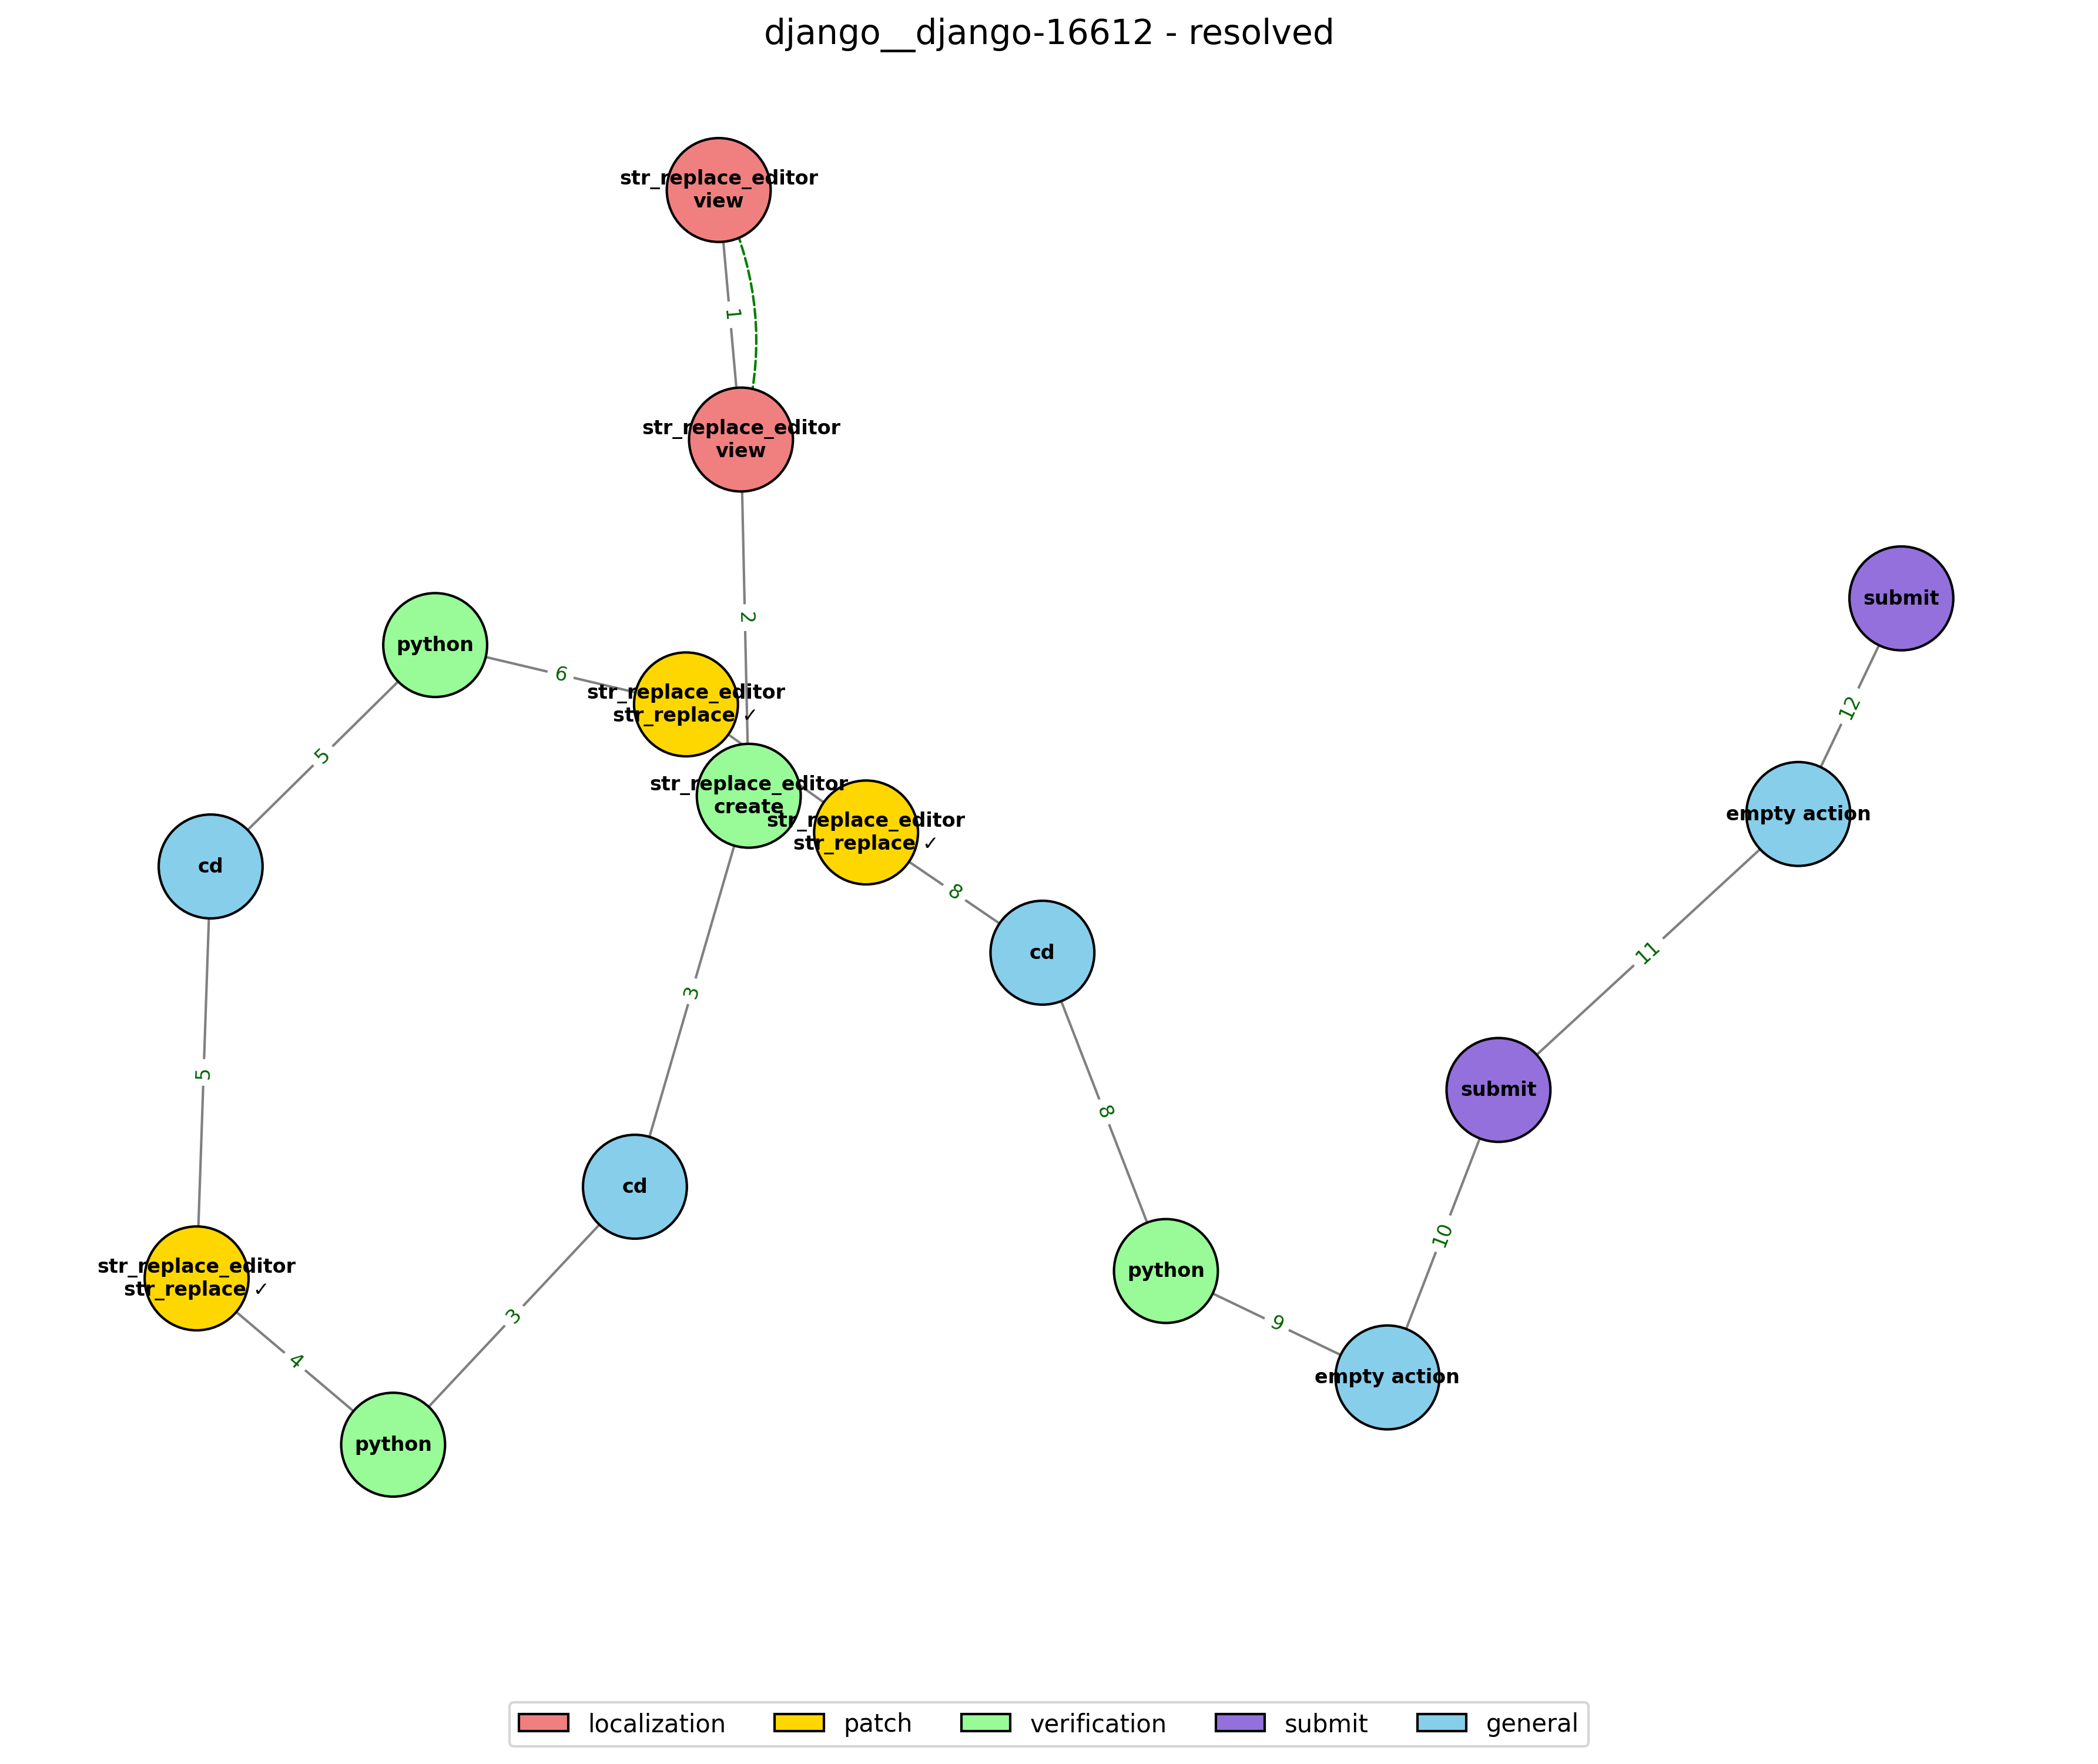 django__django-16612 - resolved
str_replace_editor
view
1
str_replace_editor
view
2
submit
python
6
str_replace_editor
str_replace ✓
12
5
str_replace_editor
create
str_replace_editor
str_replace ✓
empty action
cd
8
cd
11
3
5
8
submit
cd
10
str_replace_editor
str_replace ✓
python
3
9
4
empty action
python
localization
patch
verification
submit
general